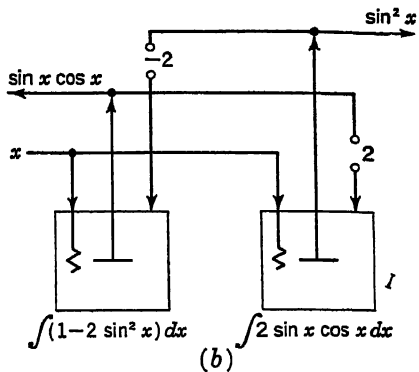 sin² x
−2
sin x cos x
x
2
I
∫(1−2 sin² x) dx
∫2 sin x cos x dx
(b)